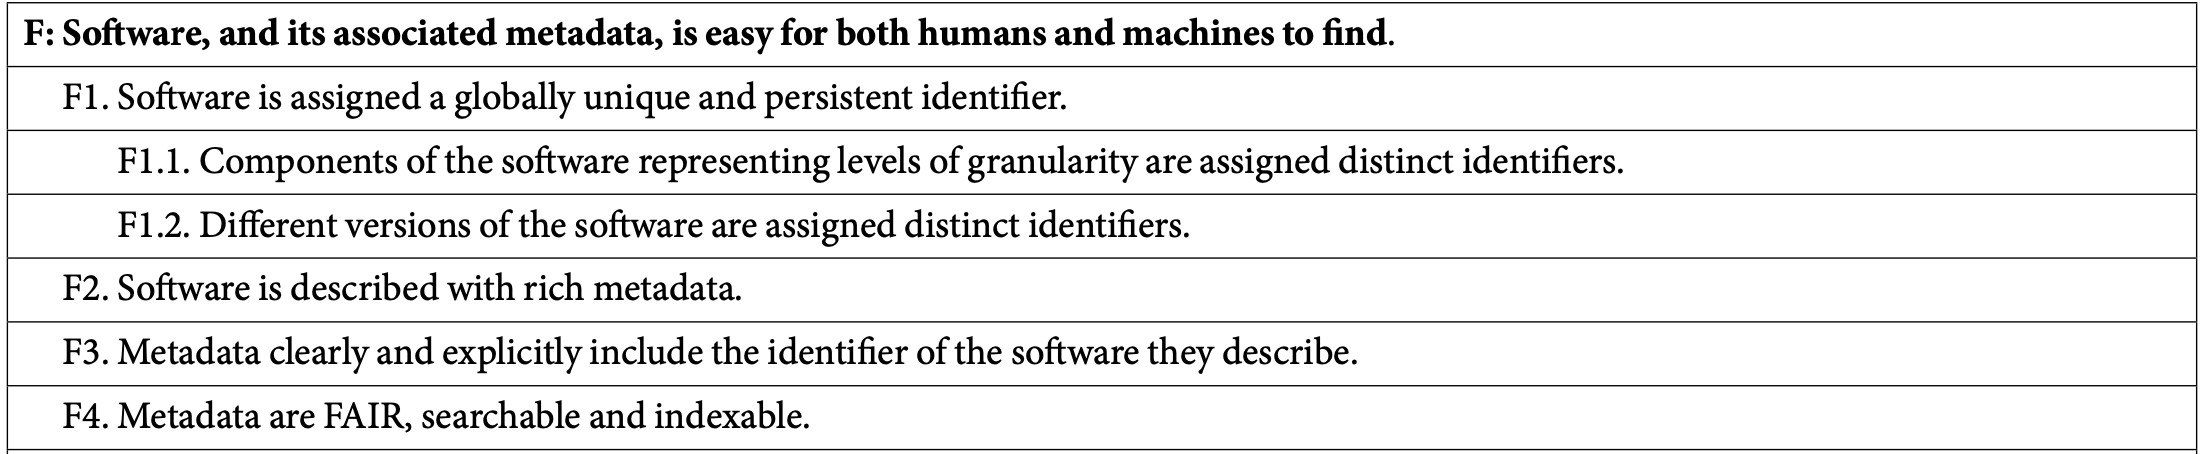 F: Software, and its associated metadata, is easy for both humans and machines to find.
F1. Software is assigned a globally unique and persistent identifier.
F1.1. Components of the software representing levels of granularity are assigned distinct identifiers.
F1.2. Different versions of the software are assigned distinct identifiers.
F2. Software is described with rich metadata.
F3. Metadata clearly and explicitly include the identifier of the software they describe.
F4. Metadata are FAIR, searchable and indexable.